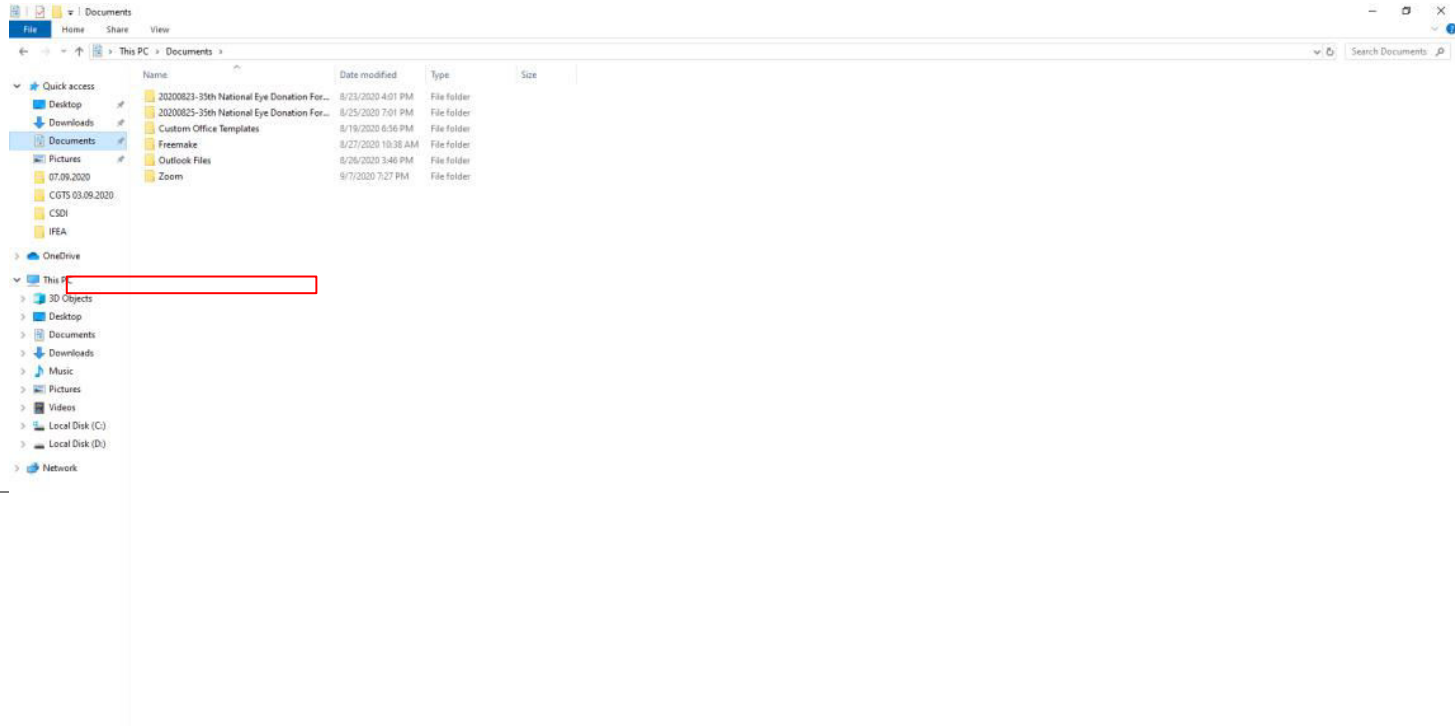 Documents
File Home Share View
This PC > Documents >
Search Documents
Name Date modified Type Size
Quick access
Desktop
Downloads
Documents
Pictures
07.09.2020
CGTS 03.09.2020
CSDI
IFEA
OneDrive
This PC
3D Objects
Desktop
Documents
Downloads
Music
Pictures
Videos
Local Disk (C:)
Local Disk (D:)
Network
20200823-35th National Eye Donation For... 8/23/2020 4:01 PM File folder
20200825-35th National Eye Donation For... 8/25/2020 7:01 PM File folder
Custom Office Templates 8/19/2020 6:56 PM File folder
Freemake 8/27/2020 10:38 AM File folder
Outlook Files 8/26/2020 3:46 PM File folder
Zoom 9/7/2020 7:27 PM File folder